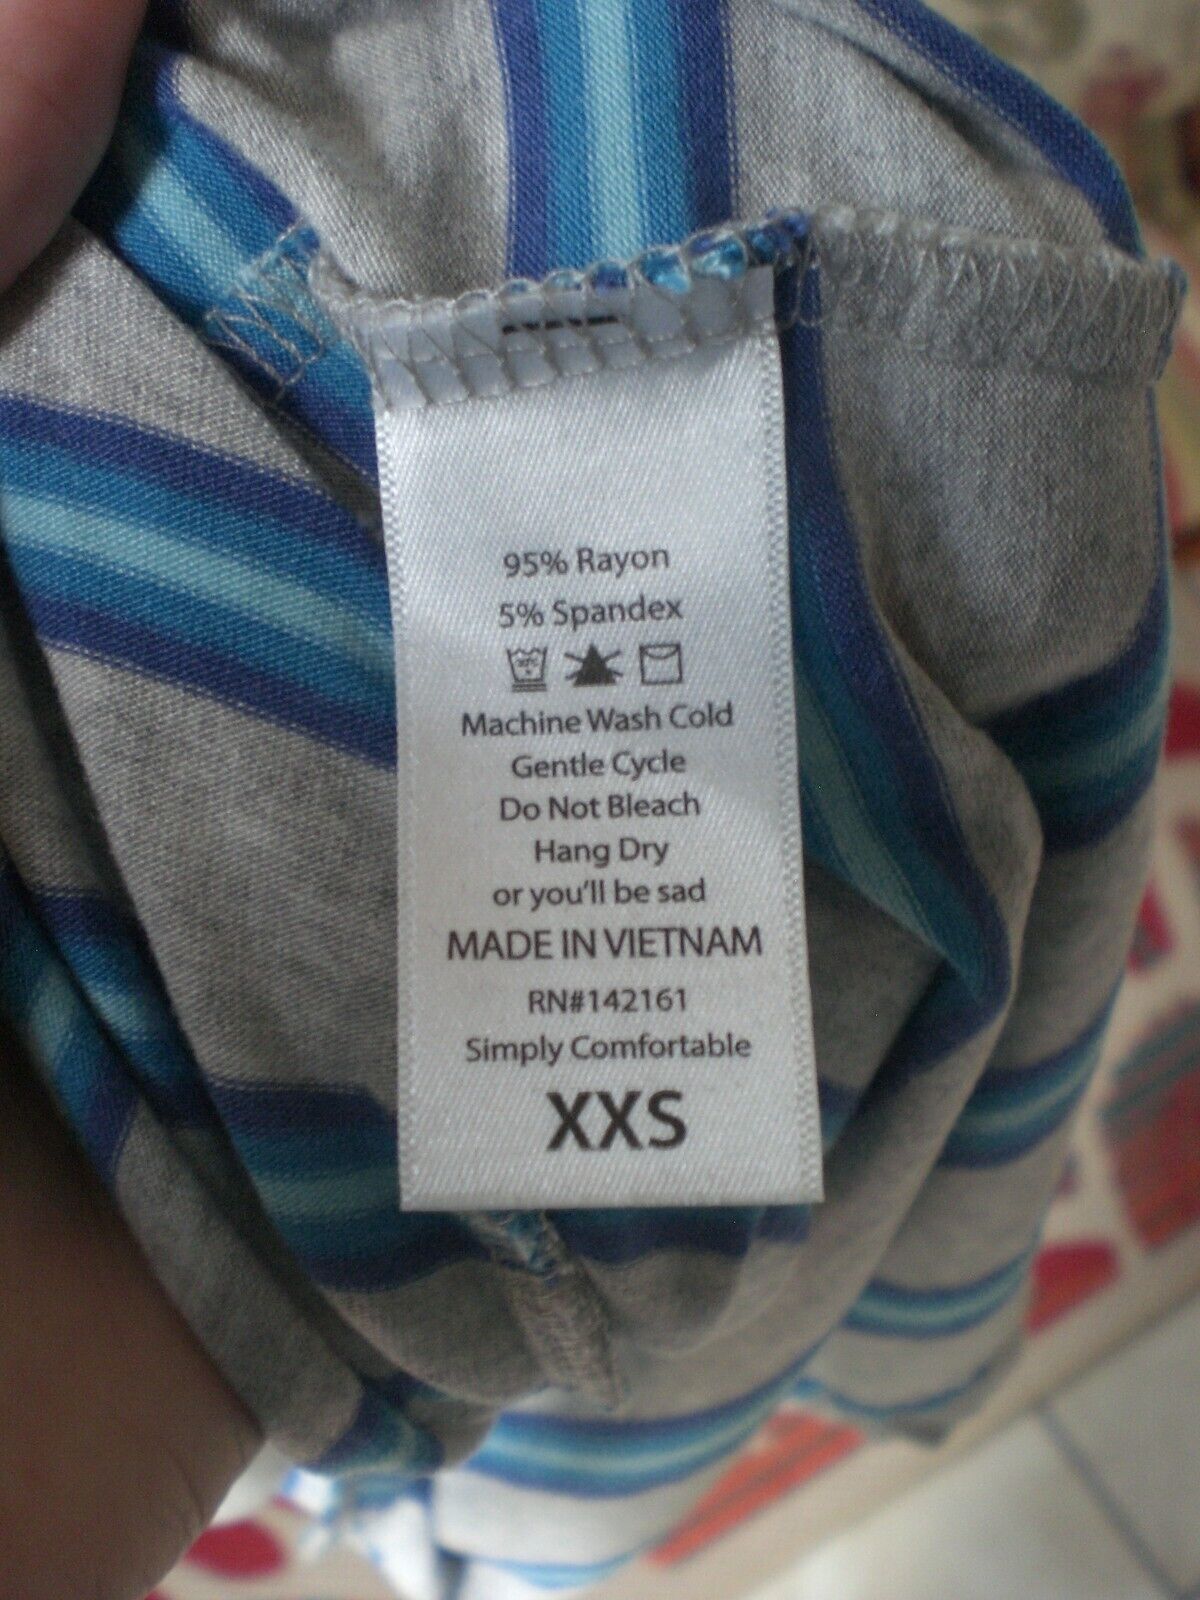 95% Rayon
5% Spandex
Machine Wash Cold
Gentle Cycle
Do Not Bleach
Hang Dry
or you'll be sad
MADE IN VIETNAM
RN#142161
Simply Comfortable
XXS